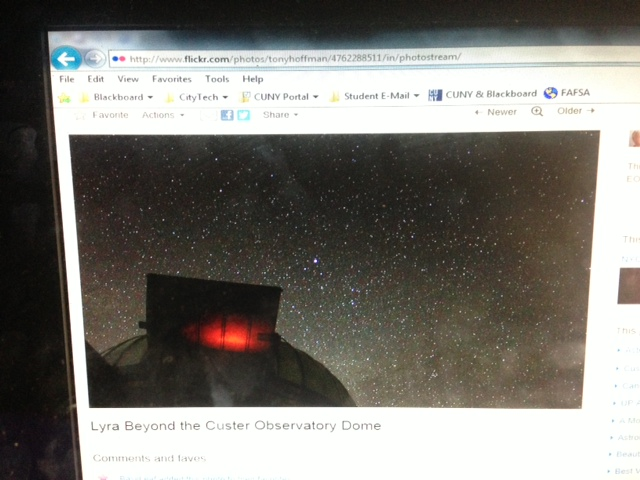 http://www.flickr.com/photos/tonyhoffman/4762288511/in/photostream/
File Edit View Favorites Tools Help
Blackboard CityTech CUNY Portal Student E-Mail CUNY & Blackboard FAFSA
Favorite Actions Share ← Newer Older →
This
Lyra Beyond the Custer Observatory Dome
This
Comments and faves